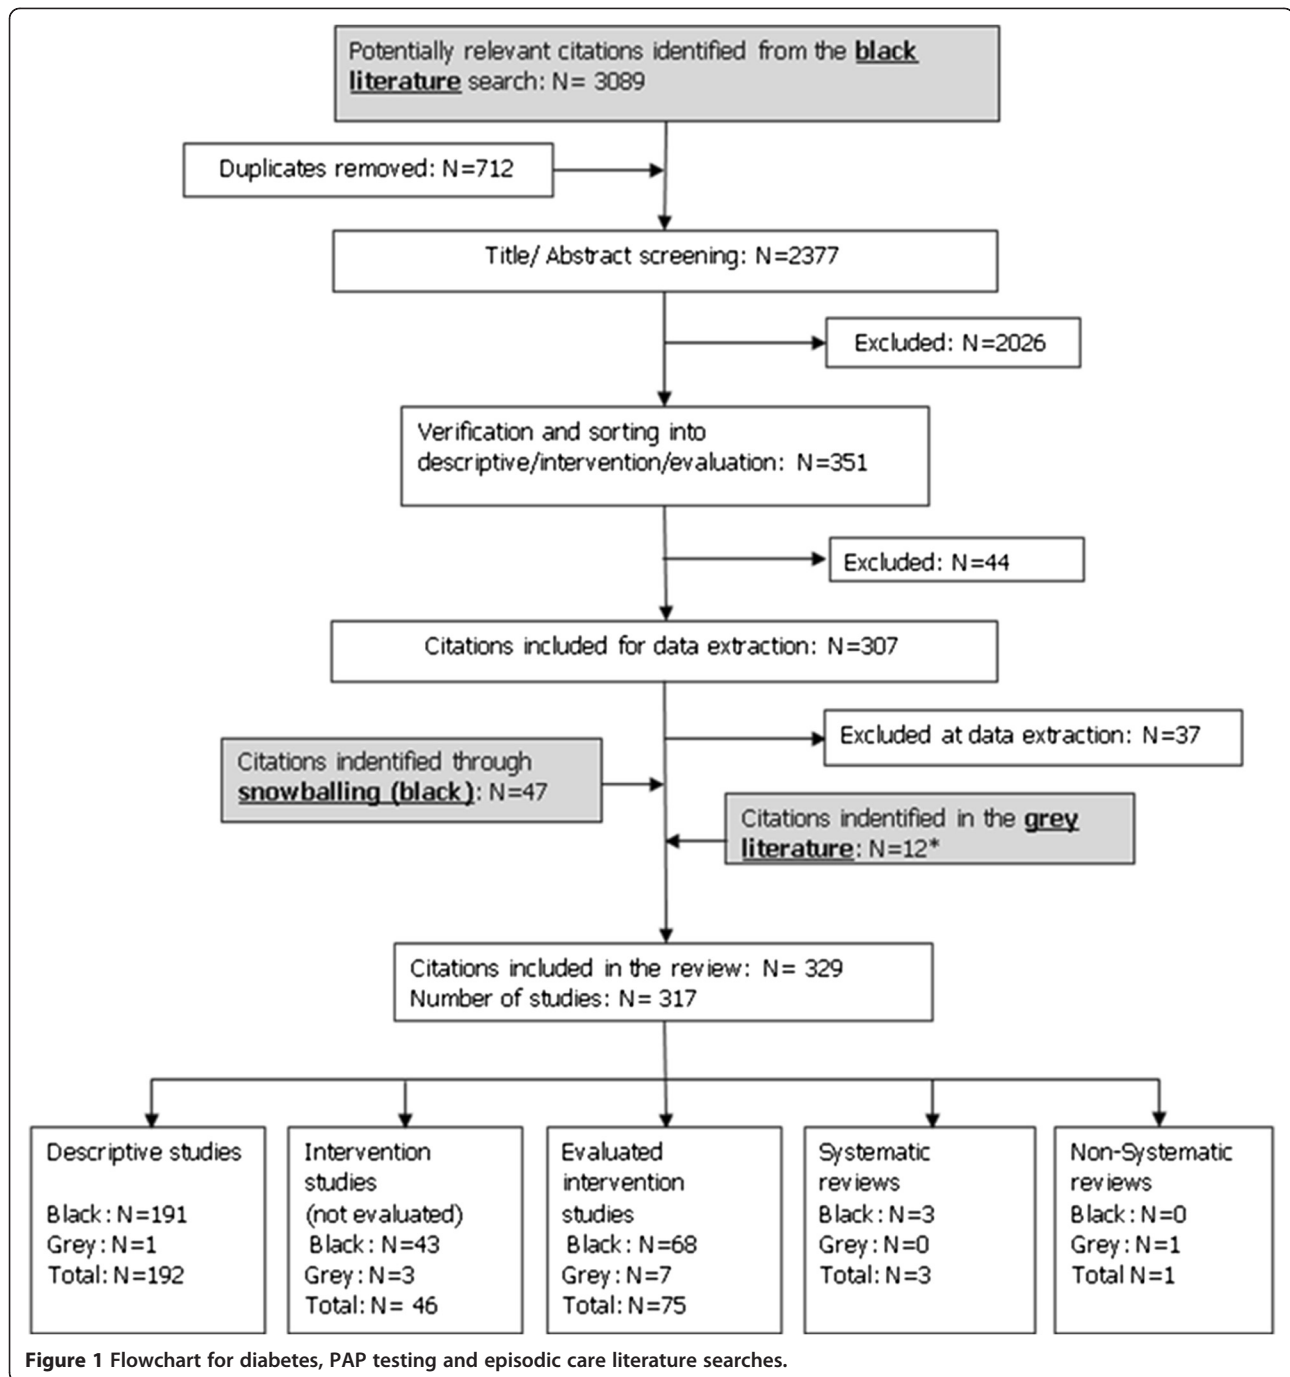 Potentially relevant citations identified from the black
literature search: N= 3089
Duplicates removed: N=712
Title/ Abstract screening: N=2377
Excluded: N=2026
Verification and sorting into
descriptive/intervention/evaluation: N=351
Excluded: N=44
Citations included for data extraction: N=307
Excluded at data extraction: N=37
Citations indentified through
snowballing (black): N=47
Citations indentified in the grey
literature: N=12*
Citations included in the review: N= 329
Number of studies: N= 317
Descriptive studies
Black: N=191
Grey: N=1
Total: N=192
Intervention
studies
(not evaluated)
Black: N=43
Grey: N=3
Total: N= 46
Evaluated
intervention
studies
Black: N=68
Grey: N=7
Total: N=75
Systematic
reviews
Black: N=3
Grey: N=0
Total: N=3
Non-Systematic
reviews
Black: N=0
Grey: N=1
Total N=1
Figure 1 Flowchart for diabetes, PAP testing and episodic care literature searches.